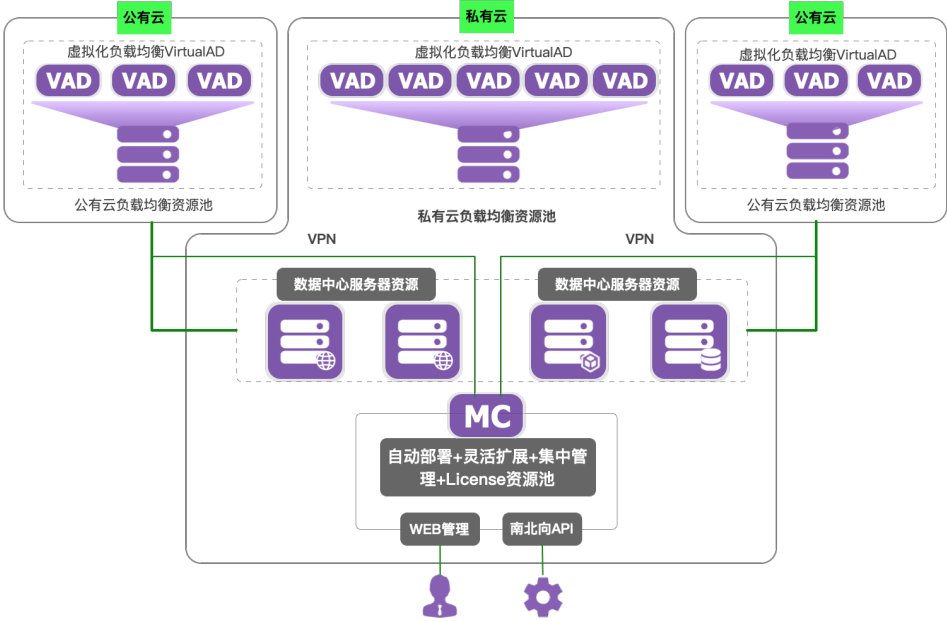 公有云
私有云
公有云
虚拟化负载均衡VirtualAD
虚拟化负载均衡VirtualAD
虚拟化负载均衡VirtualAD
VAD VAD VAD
VAD VAD VAD VAD VAD
VAD VAD VAD
公有云负载均衡资源池
私有云负载均衡资源池
公有云负载均衡资源池
VPN
VPN
数据中心服务器资源
数据中心服务器资源
MC
自动部署+灵活扩展+集中管
理+License资源池
WEB管理
南北向API